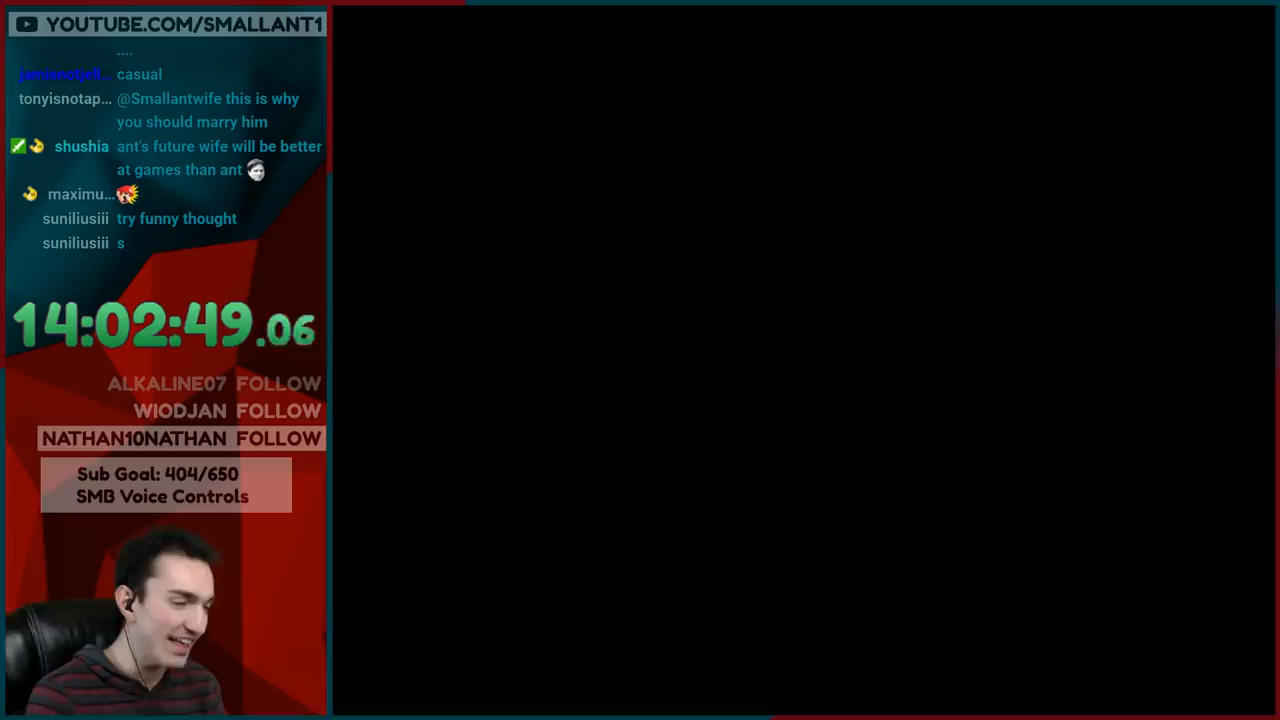 YOUTUBE.COM/SMALLANT1
....
jamisnotjell... casual
tonyisnotap... @Smallantwife this is why
you should marry him
shushia ant's future wife will be better
at games than ant
maximu...
suniliusiii try funny thought
suniliusiii s
14:02:49.06
ALKALINE07 FOLLOW
WIODJAN FOLLOW
NATHAN10NATHAN FOLLOW
Sub Goal: 404/650
SMB Voice Controls